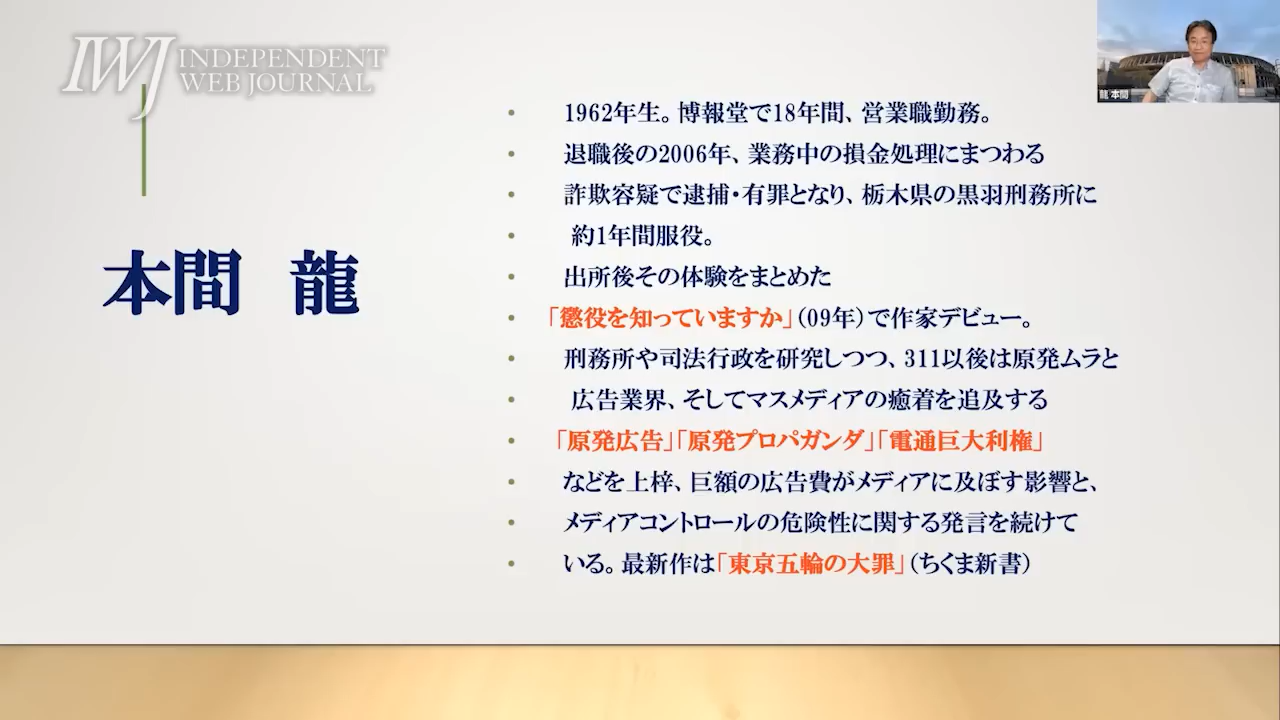 IWJ INDEPENDENT
WEB JOURNAL
龍 本間
本間 龍
• 1962年生。博報堂で18年間、営業職勤務。
• 退職後の2006年、業務中の損金処理にまつわる
• 詐欺容疑で逮捕・有罪となり、栃木県の黒羽刑務所に
• 約1年間服役。
• 出所後その体験をまとめた
• 「懲役を知っていますか」（09年）で作家デビュー。
• 刑務所や司法行政を研究しつつ、311以後は原発ムラと
• 広告業界、そしてマスメディアの癒着を追及する
• 「原発広告」「原発プロパガンダ」「電通巨大利権」
• などを上梓、巨額の広告費がメディアに及ぼす影響と、
• メディアコントロールの危険性に関する発言を続けて
• いる。最新作は「東京五輪の大罪」（ちくま新書）